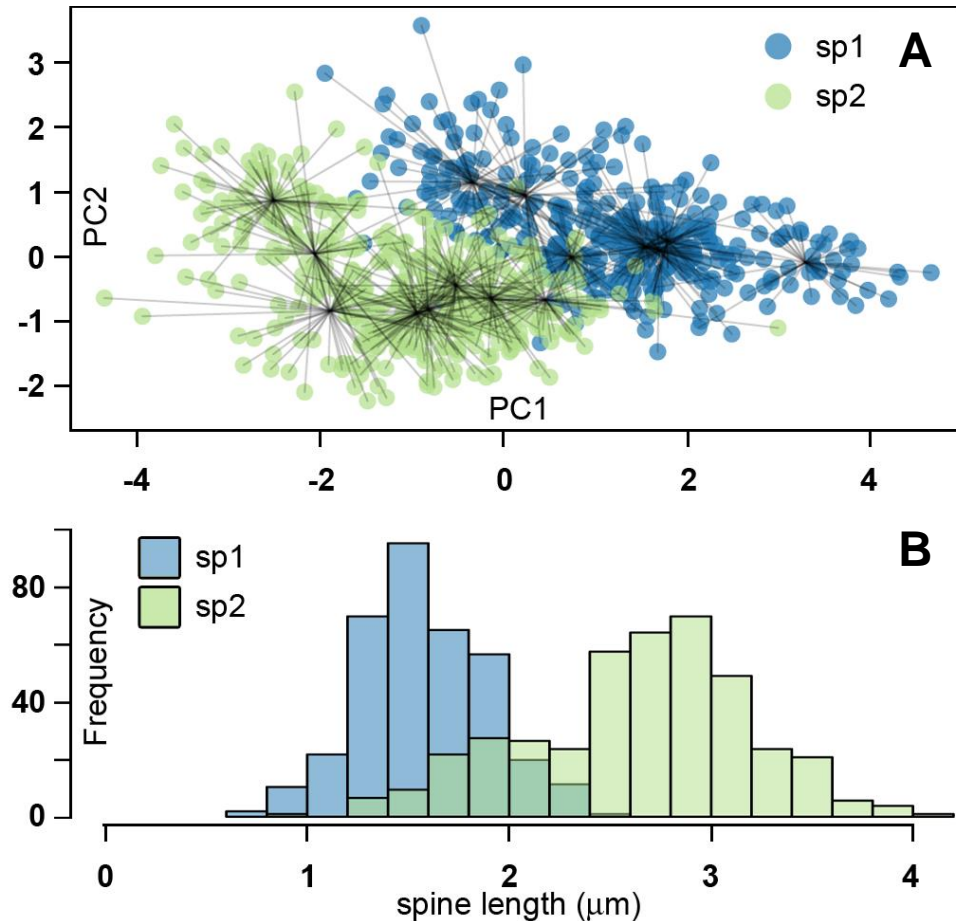 A
sp1
sp2
3
2
1
0
-1
-2
PC2
PC1
-4 -2 0 2 4
B
sp1
sp2
80
40
0
Frequency
0 1 2 3 4
spine length (μm)